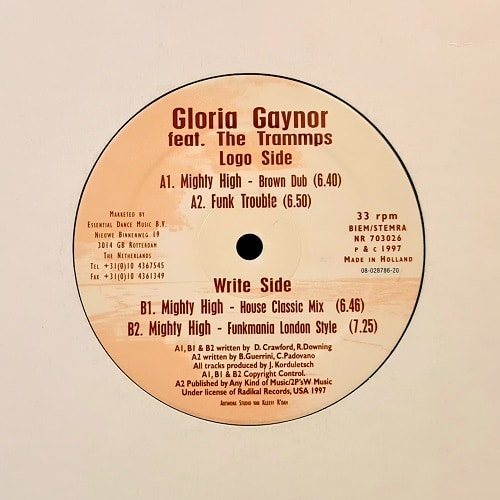 Gloria Gaynor
feat. The Trammps
Logo Side
A1. Mighty High - Brown Dub (6.40)
A2. Funk Trouble (6.50)
Marketed by
Essential Dance Music B.V.
Nieuwe Binnenweg 19
3014 GB Rotterdam
The Netherlands
Tel +31(0)10 4367545
Fax +31(0)10 4361349
33 rpm
BIEM/STEMRA
NR 703026
P & C 1997
Made in Holland
08-028786-20
Write Side
B1. Mighty High - House Classic Mix (6.46)
B2. Mighty High - Funkmania London Style (7.25)
A1, B1 & B2 written by D. Crawford, R.Downing
A2 written by B.Guerrini, C.Padovano
All tracks produced by J. Korduletsch
A1, B1 & B2 Copyright Control.
A2 Published by Any Kind of Music/2P'sW Music
Under license of Radikal Records, USA 1997
Artwork Studio van Kleeff R'dam